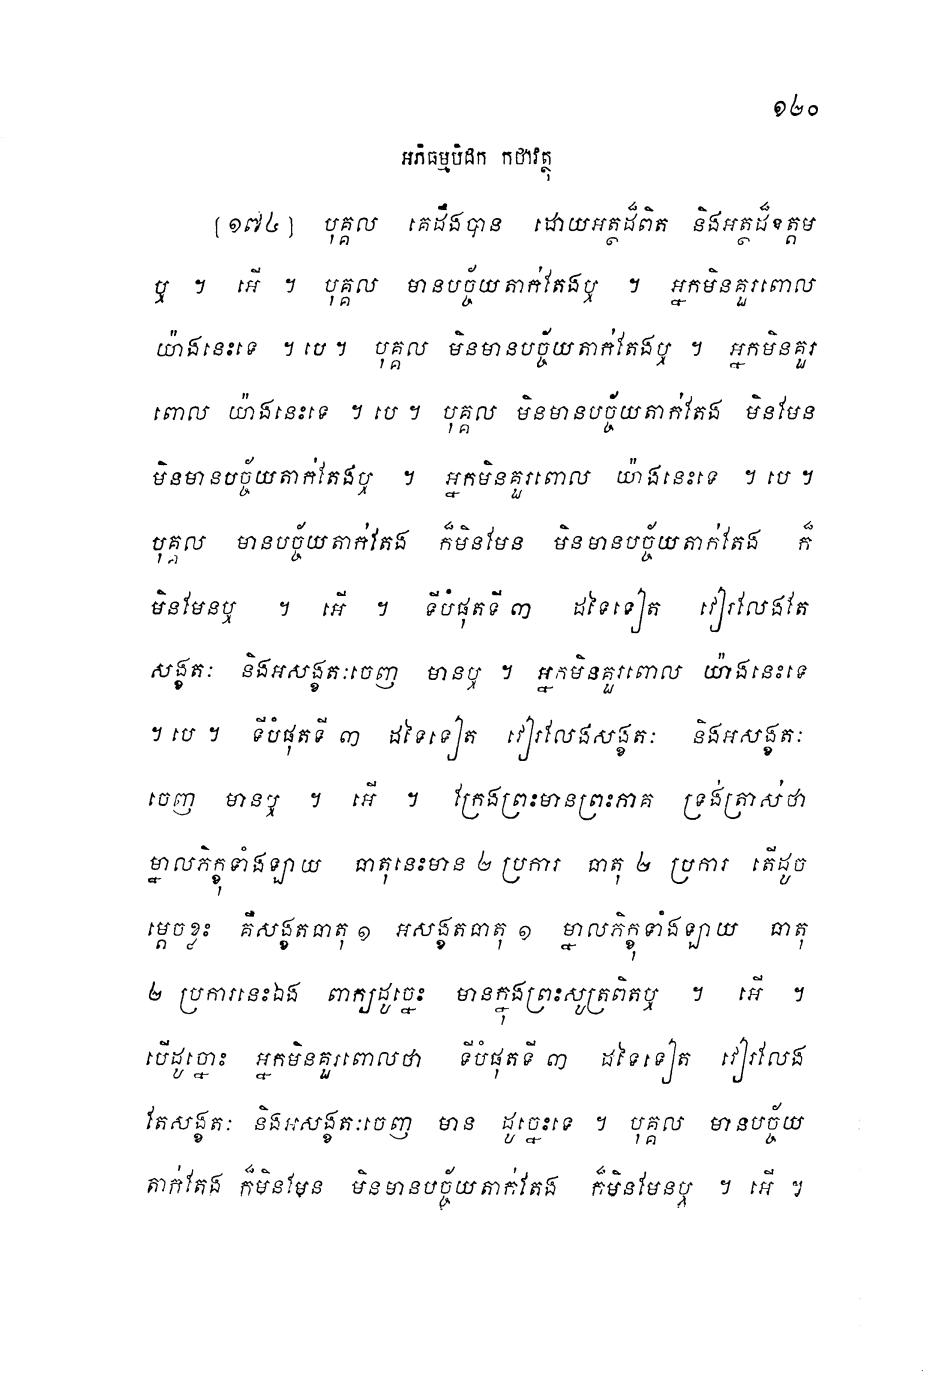 ១២០
អភិធម្មបិដក កថាវត្ថុ
[១៧៤] បុគ្គល គេដឹងបាន ដោយអត្ថដ៏ពិត និងអត្ថដ៏ឧត្តម
ឬ ។ អើ ។ បុគ្គល មានបច្ច័យតាក់តែងឬ ។ អ្នកមិនគួរពោល
យ៉ាងនេះទេ ។ បេ ។ បុគ្គល មិនមានបច្ច័យតាក់តែងឬ ។ អ្នកមិនគួរ
ពោល យ៉ាងនេះទេ ។ បេ ។ បុគ្គល មិនមានបច្ច័យតាក់តែង មិនមែន
មិនមានបច្ច័យតាក់តែងឬ ។ អ្នកមិនគួរពោល យ៉ាងនេះទេ ។ បេ ។
បុគ្គល មានបច្ច័យតាក់តែង ក៏មិនមែន មិនមានបច្ច័យតាក់តែង ក៏
មិនមែនឬ ។ អើ ។ ទីបំផុតទី ៣ ដទៃទៀត វៀរលែងតែ
សង្ខតៈ និងអសង្ខតៈចេញ មានឬ ។ អ្នកមិនគួរពោល យ៉ាងនេះទេ
។ បេ ។ ទីបំផុតទី ៣ ដទៃទៀត វៀរលែងសង្ខតៈ និងអសង្ខតៈ
ចេញ មានឬ ។ អើ ។ ក្រែងព្រះមានព្រះភាគ ទ្រង់ត្រាស់ថា
ម្នាលភិក្ខុទាំងឡាយ ធាតុនេះមាន ២ ប្រការ ធាតុ ២ ប្រការ តើដូច
ម្តេចខ្លះ គឺសង្ខតធាតុ ១ អសង្ខតធាតុ ១ ម្នាលភិក្ខុទាំងឡាយ ធាតុ
២ ប្រការនេះឯង ពាក្យដូច្នេះ មានក្នុងព្រះសូត្រពិតឬ ។ អើ ។
បើដូច្នោះ អ្នកមិនគួរពោលថា ទីបំផុតទី ៣ ដទៃទៀត វៀរលែង
តែសង្ខតៈ និងអសង្ខតៈចេញ មាន ដូច្នេះទេ ។ បុគ្គល មានបច្ច័យ
តាក់តែង ក៏មិនមែន មិនមានបច្ច័យតាក់តែង ក៏មិនមែនឬ ។ អើ ។